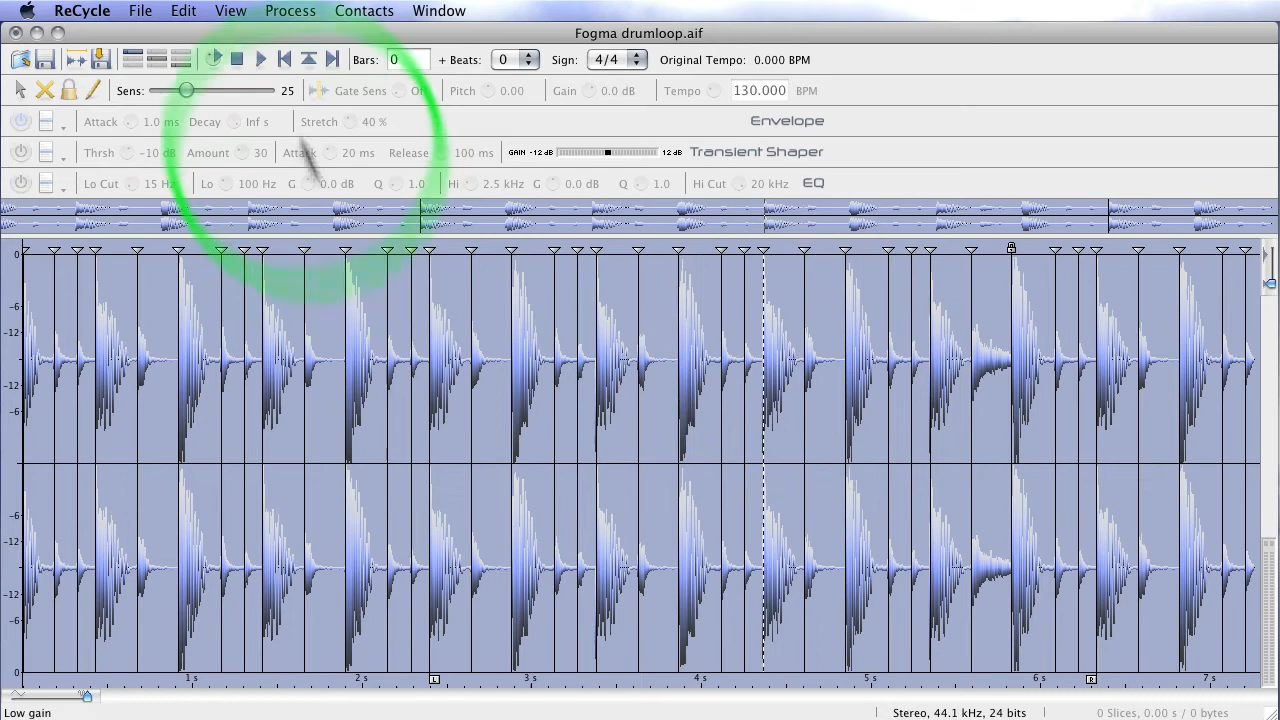 ReCycle File Edit View Process Contacts Window
Fogma drumloop.aif
Bars: 0 + Beats: 0 Sign: 4/4 Original Tempo: 0.000 BPM
Sens: 25 Gate Sens Pitch 0.00 Gain 0.0 dB Tempo 130.000 BPM
Attack 1.0 ms Decay Inf s Stretch 40 % Envelope
Thrsh -10 dB Amount 30 Attack 20 ms Release 100 ms GAIN -12 dB 12 dB Transient Shaper
Lo Cut 15 Hz Lo 100 Hz G 0.0 dB Q 1.0 Hi 2.5 kHz G 0.0 dB Q 1.0 Hi Cut 20 kHz EQ
0
-6
-12
-12
-6
-6
-12
-12
-6
0
1 s 2 s L 3 s 4 s 5 s 6 s R 7 s
Low gain Stereo, 44.1 kHz, 24 bits 0 Slices, 0.00 s / 0 bytes